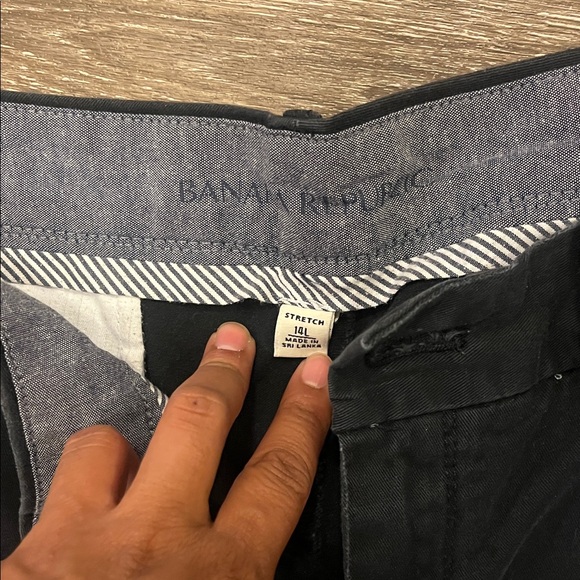 BANANA REPUBLIC
STRETCH
14L
MADE IN
SRI LANKA